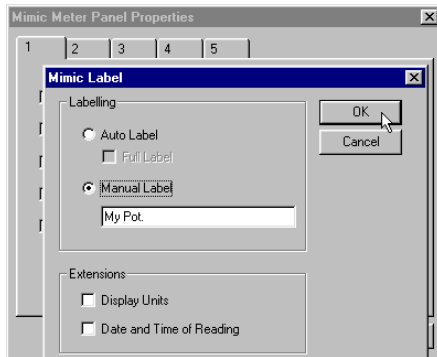 Mimic Meter Panel Properties
1 2 3 4 5
Mimic Label
Labelling
OK
Auto Label
Full Label
Cancel
Manual Label
My Pot.
Extensions
Display Units
Date and Time of Reading